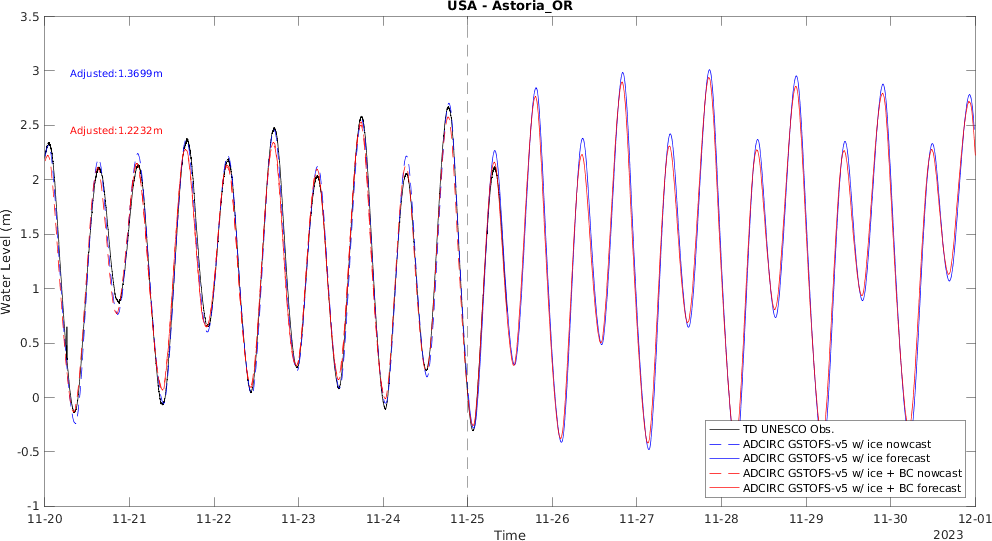 USA - Astoria_OR
3.5
3
2.5
2
1.5
1
0.5
0
-0.5
-1
Water Level (m)
Adjusted:1.3699m
Adjusted:1.2232m
TD UNESCO Obs.
ADCIRC GSTOFS-v5 w/ ice nowcast
ADCIRC GSTOFS-v5 w/ ice forecast
ADCIRC GSTOFS-v5 w/ ice + BC nowcast
ADCIRC GSTOFS-v5 w/ ice + BC forecast
11-20 11-21 11-22 11-23 11-24 11-25 11-26 11-27 11-28 11-29 11-30 12-01
Time
2023